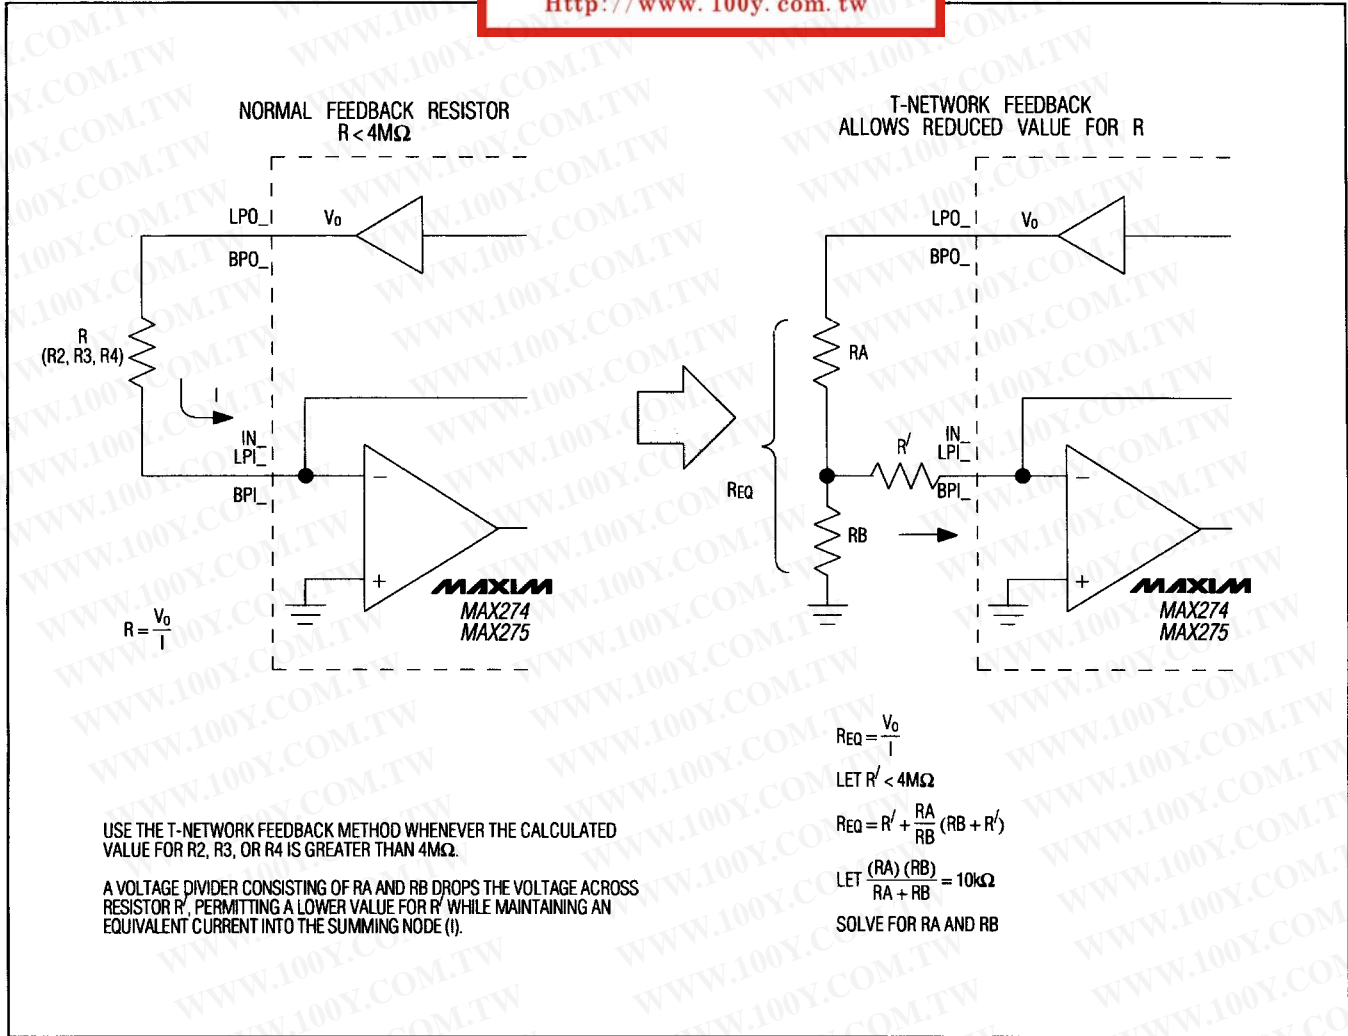 Http://www.100y.com.tw
NORMAL FEEDBACK RESISTOR
R < 4MΩ
LPO_
V₀
BPO_
R
(R2, R3, R4)
I
IN_
LPI_
BPI_
−
+
MAXIM
MAX274
MAX275
R = V₀/I
T-NETWORK FEEDBACK
ALLOWS REDUCED VALUE FOR R
LPO_
V₀
BPO_
RA
R′
IN_
LPI_
BPI_
REQ
RB
−
+
MAXIM
MAX274
MAX275
REQ = V₀/I
LET R′ < 4MΩ
REQ = R′ + RA/RB (RB + R′)
LET (RA) (RB)/RA + RB = 10kΩ
SOLVE FOR RA AND RB
USE THE T-NETWORK FEEDBACK METHOD WHENEVER THE CALCULATED
VALUE FOR R2, R3, OR R4 IS GREATER THAN 4MΩ.
A VOLTAGE DIVIDER CONSISTING OF RA AND RB DROPS THE VOLTAGE ACROSS
RESISTOR R′, PERMITTING A LOWER VALUE FOR R′ WHILE MAINTAINING AN
EQUIVALENT CURRENT INTO THE SUMMING NODE (I).
WWW.100Y.COM.TW